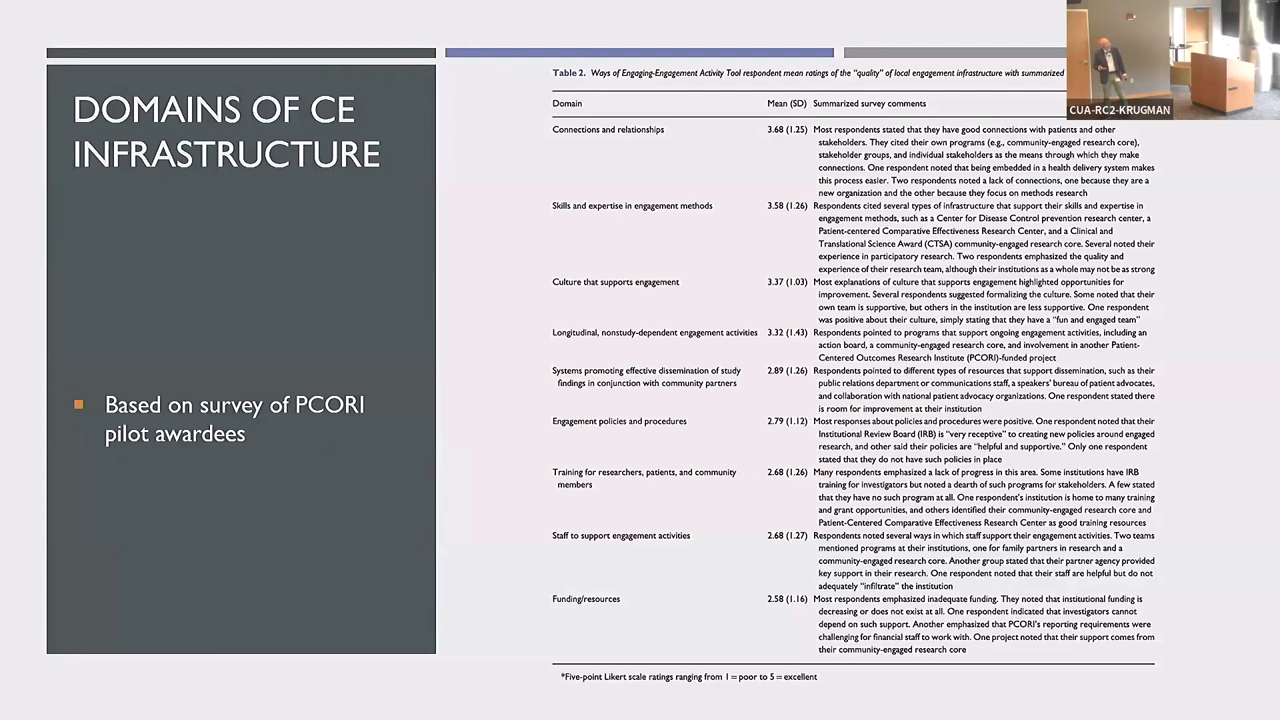 DOMAINS OF CE
INFRASTRUCTURE
Based on survey of PCORI
pilot awardees
Table 2. Ways of Engaging-Engagement Activity Tool respondent mean ratings of the “quality” of local engagement infrastructure with summarized
Domain Mean (SD) Summarized survey comments
Connections and relationships 3.68 (1.25) Most respondents stated that they have good connections with patients and other
stakeholders. They cited their own programs (e.g., community-engaged research core),
stakeholder groups, and individual stakeholders as the means through which they make
connections. One respondent noted that being embedded in a health delivery system makes
this process easier. Two respondents noted a lack of connections, one because they are a
new organization and the other because they focus on methods research
Skills and expertise in engagement methods 3.58 (1.26) Respondents cited several types of infrastructure that support their skills and expertise in
engagement methods, such as a Center for Disease Control prevention research center, a
Patient-centered Comparative Effectiveness Research Center, and a Clinical and
Translational Science Award (CTSA) community-engaged research core. Several noted their
experience in participatory research. Two respondents emphasized the quality and
experience of their research team, although their institutions as a whole may not be as strong
Culture that supports engagement 3.37 (1.03) Most explanations of culture that supports engagement highlighted opportunities for
improvement. Several respondents suggested formalizing the culture. Some noted that their
own team is supportive, but others in the institution are less supportive. One respondent
was positive about their culture, simply stating that they have a “fun and engaged team”
Longitudinal, nonstudy-dependent engagement activities 3.32 (1.43) Respondents pointed to programs that support ongoing engagement activities, including an
action board, a community-engaged research core, and involvement in another Patient-
Centered Outcomes Research Institute (PCORI)-funded project
Systems promoting effective dissemination of study 2.89 (1.26) Respondents pointed to different types of resources that support dissemination, such as their
findings in conjunction with community partners public relations department or communications staff, a speakers’ bureau of patient advocates,
and collaboration with national patient advocacy organizations. One respondent stated there
is room for improvement at their institution
Engagement policies and procedures 2.79 (1.12) Most responses about policies and procedures were positive. One respondent noted that their
Institutional Review Board (IRB) is “very receptive” to creating new policies around engaged
research, and other said their policies are “helpful and supportive.” Only one respondent
stated that they do not have such policies in place
Training for researchers, patients, and community 2.68 (1.26) Many respondents emphasized a lack of progress in this area. Some institutions have IRB
members training for investigators but noted a dearth of such programs for stakeholders. A few stated
that they have no such program at all. One respondent’s institution is home to many training
and grant opportunities, and others identified their community-engaged research core and
Patient-Centered Comparative Effectiveness Research Center as good training resources
Staff to support engagement activities 2.68 (1.27) Respondents noted several ways in which staff support their engagement activities. Two teams
mentioned programs at their institutions, one for family partners in research and a
community-engaged research core. Another group stated that their partner agency provided
key support in their research. One respondent noted that their staff are helpful but do not
adequately “infiltrate” the institution
Funding/resources 2.58 (1.16) Most respondents emphasized inadequate funding. They noted that institutional funding is
decreasing or does not exist at all. One respondent indicated that investigators cannot
depend on such support. Another emphasized that PCORI’s reporting requirements were
challenging for financial staff to work with. One project noted that their support comes from
their community-engaged research core
*Five-point Likert scale ratings ranging from 1 = poor to 5 = excellent
CUA-RC2-KRUGMAN